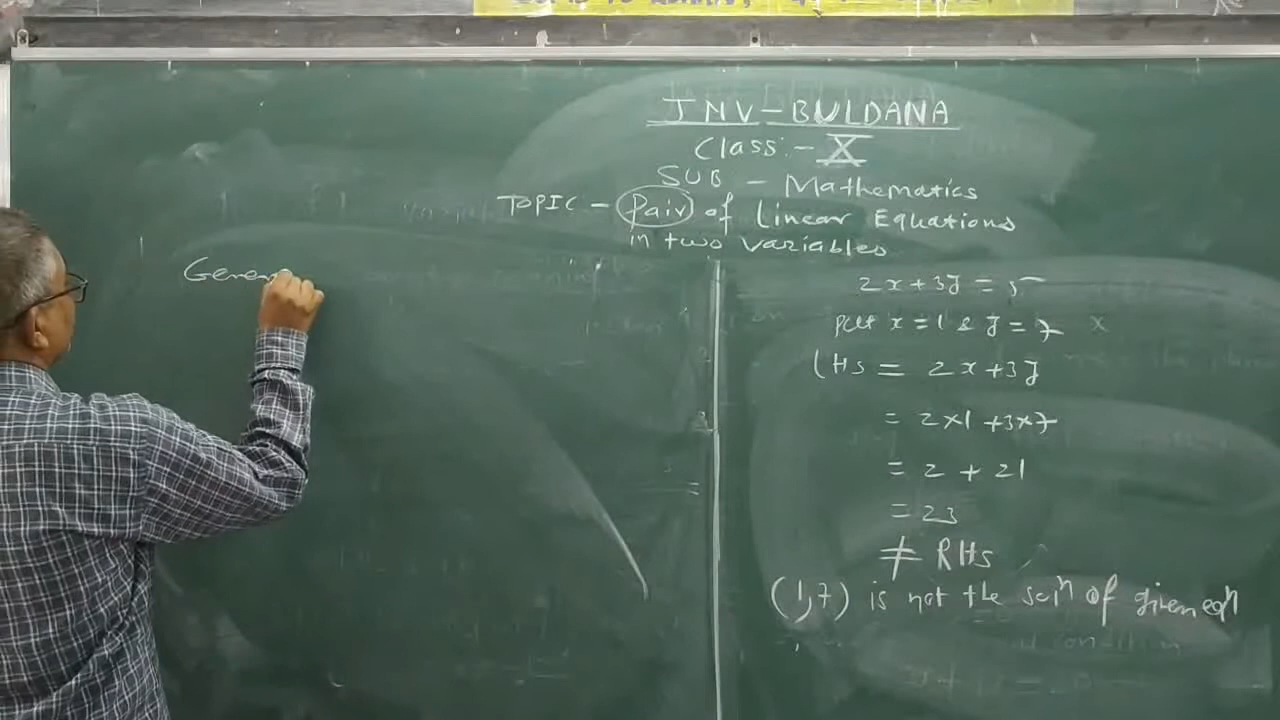 JNV-BULDANA
Class:- X
SUB - Mathematics
TOPIC - Pair of Linear Equations
in two variables
Gener
2x+3y = 5
put x=1 & y=7 x
LHS = 2x+3y
= 2x1 +3x7
= 2 + 21
= 23
≠ RHS
(1,7) is not the solⁿ of given eqⁿ